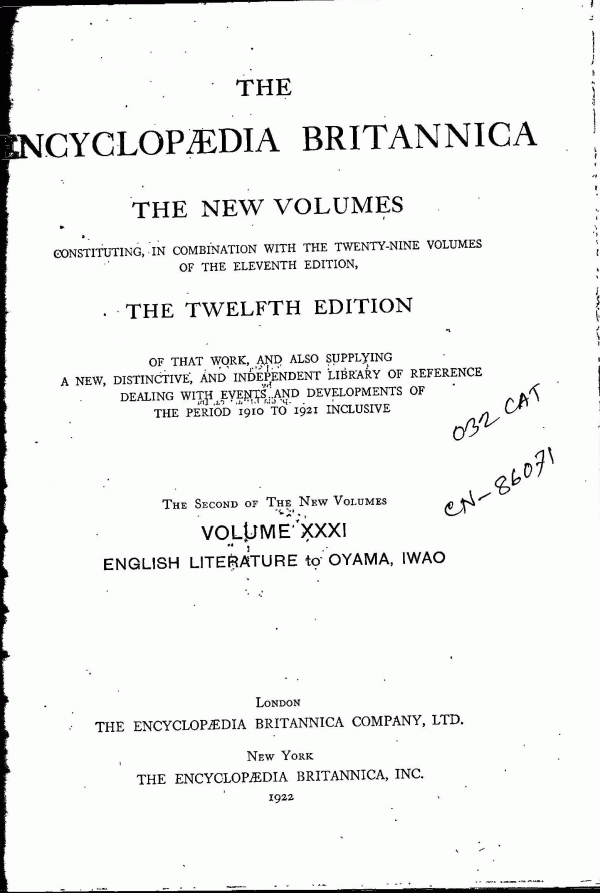 THE
ENCYCLOPÆDIA BRITANNICA
THE NEW VOLUMES
CONSTITUTING, IN COMBINATION WITH THE TWENTY-NINE VOLUMES
OF THE ELEVENTH EDITION,
THE TWELFTH EDITION
OF THAT WORK, AND ALSO SUPPLYING
A NEW, DISTINCTIVE, AND INDEPENDENT LIBRARY OF REFERENCE
DEALING WITH EVENTS AND DEVELOPMENTS OF
THE PERIOD 1910 TO 1921 INCLUSIVE
032 CAT
CN-86071
THE SECOND OF THE NEW VOLUMES
VOLUME XXXI
ENGLISH LITERATURE to OYAMA, IWAO
LONDON
THE ENCYCLOPÆDIA BRITANNICA COMPANY, LTD.
NEW YORK
THE ENCYCLOPÆDIA BRITANNICA, INC.
1922